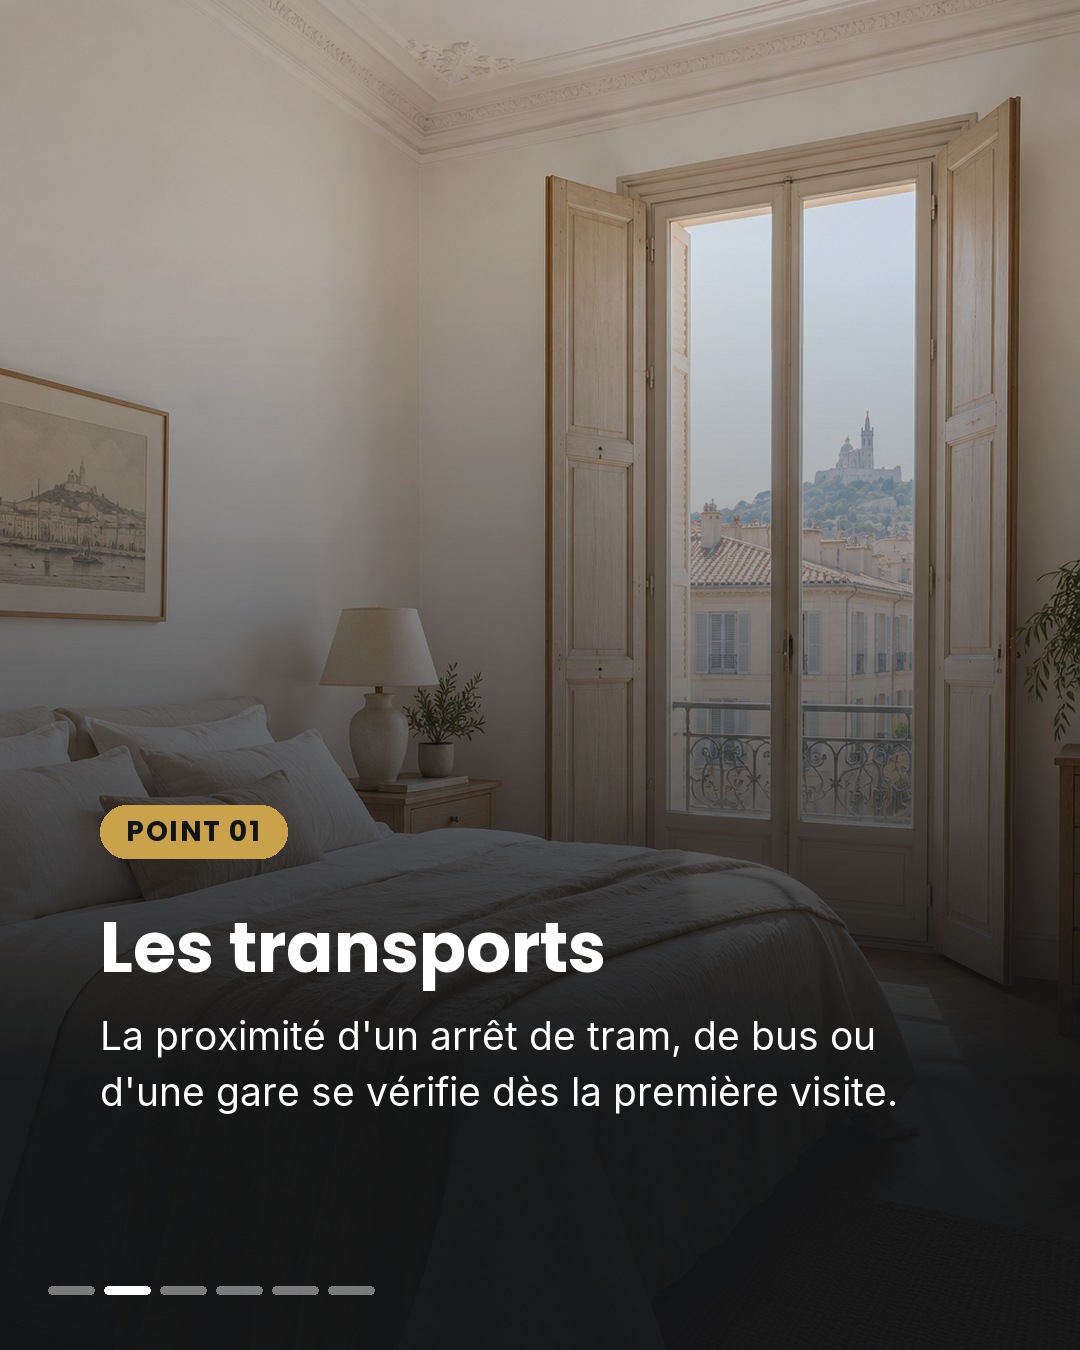 POINT 01
Les transports
La proximité d'un arrêt de tram, de bus ou
d'une gare se vérifie dès la première visite.